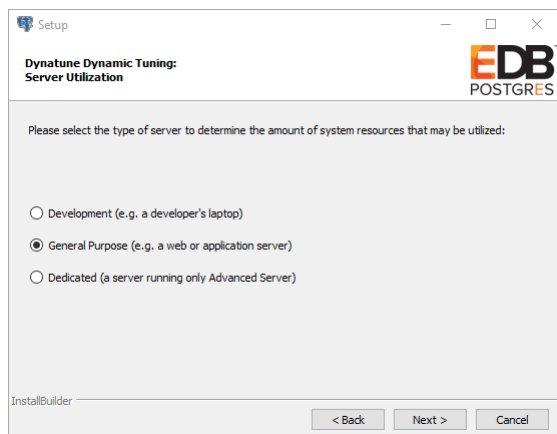 Setup
Dynatune Dynamic Tuning:
Server Utilization
EDB
POSTGRES
Please select the type of server to determine the amount of system resources that may be utilized:
Development (e.g. a developer's laptop)
General Purpose (e.g. a web or application server)
Dedicated (a server running only Advanced Server)
InstallBuilder
< Back Next > Cancel